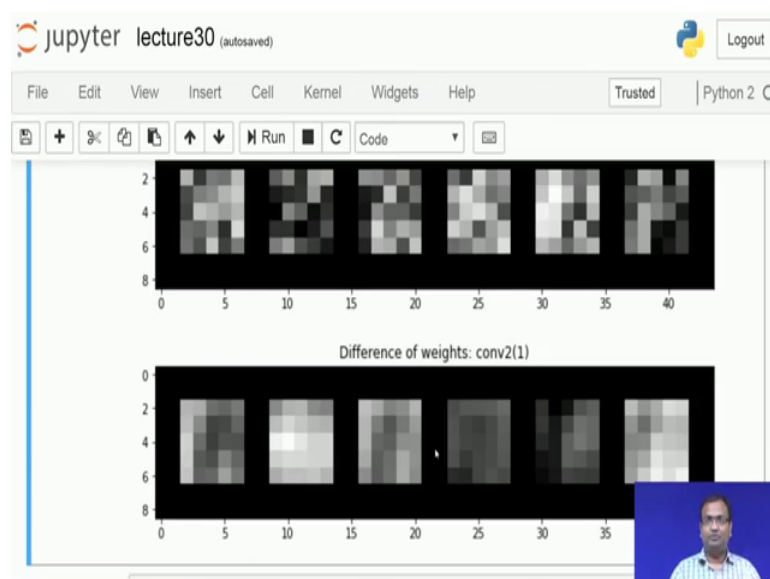 jupyter lecture30 (autosaved)
Logout
File Edit View Insert Cell Kernel Widgets Help
Trusted
Python 2
Run
Code
2
4
6
8
0 5 10 15 20 25 30 35 40
Difference of weights: conv2(1)
0
2
4
6
8
0 5 10 15 20 25 30 35